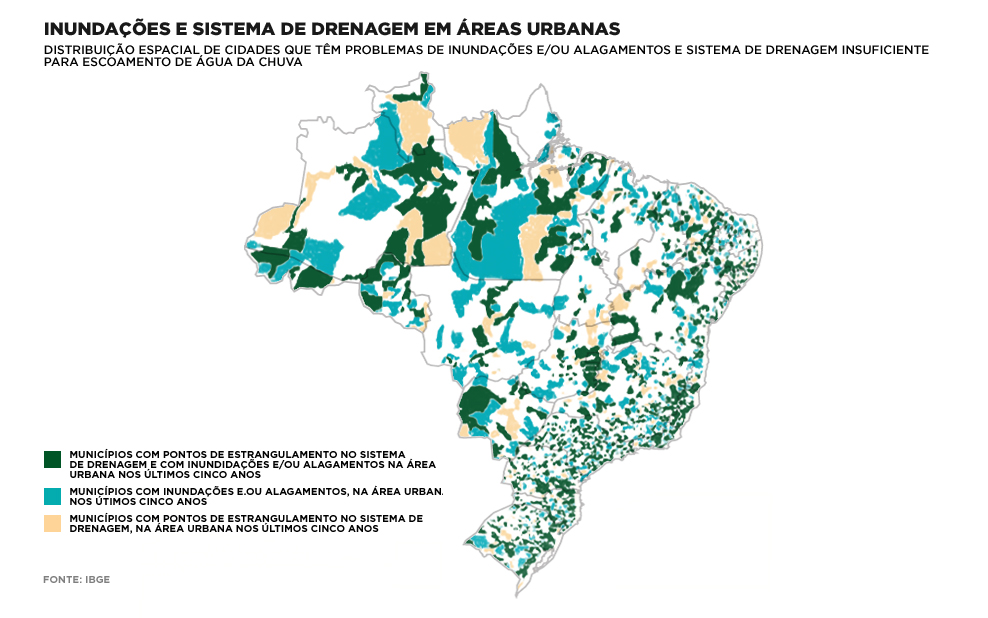 INUNDAÇÕES E SISTEMA DE DRENAGEM EM ÁREAS URBANAS
DISTRIBUIÇÃO ESPACIAL DE CIDADES QUE TÊM PROBLEMAS DE INUNDAÇÕES E/OU ALAGAMENTOS E SISTEMA DE DRENAGEM INSUFICIENTE
PARA ESCOAMENTO DE ÁGUA DA CHUVA
MUNICÍPIOS COM PONTOS DE ESTRANGULAMENTO NO SISTEMA
DE DRENAGEM E COM INUNDIDAÇÕES E/OU ALAGAMENTOS NA ÁREA
URBANA NOS ÚLTIMOS CINCO ANOS
MUNICÍPIOS COM INUNDAÇÕES E.OU ALAGAMENTOS, NA ÁREA URBAN.
NOS ÚTIMOS CINCO ANOS
MUNICÍPIOS COM PONTOS DE ESTRANGULAMENTO NO SISTEMA DE
DRENAGEM, NA ÁREA URBANA NOS ÚLTIMOS CINCO ANOS
FONTE: IBGE